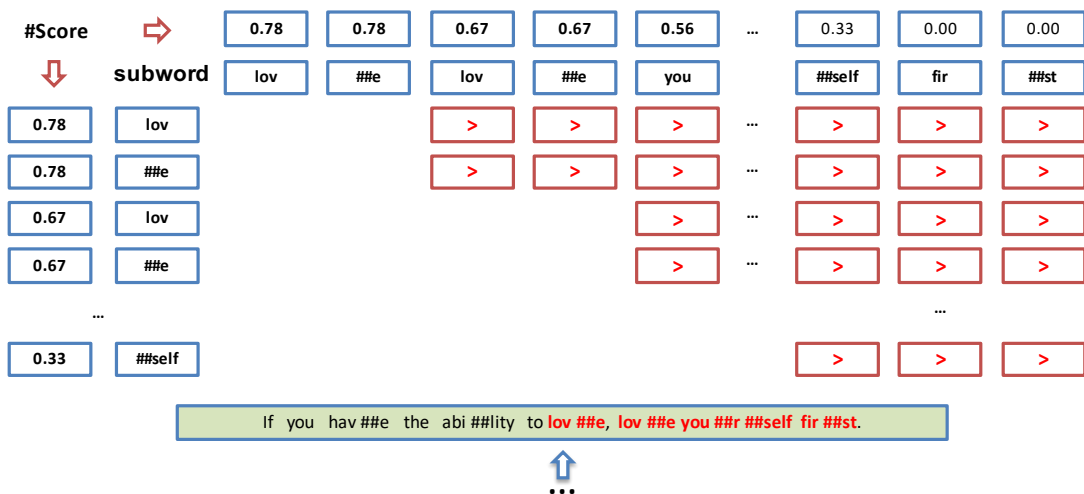 #Score 0.78 0.78 0.67 0.67 0.56 ... 0.33 0.00 0.00
subword lov ##e lov ##e you ##self fir ##st
0.78 lov > > > ... > > >
0.78 ##e > > > ... > > >
0.67 lov > ... > > >
0.67 ##e > ... > > >
... ...
0.33 ##self > > >
If you hav ##e the abi ##lity to lov ##e, lov ##e you ##r ##self fir ##st.
...